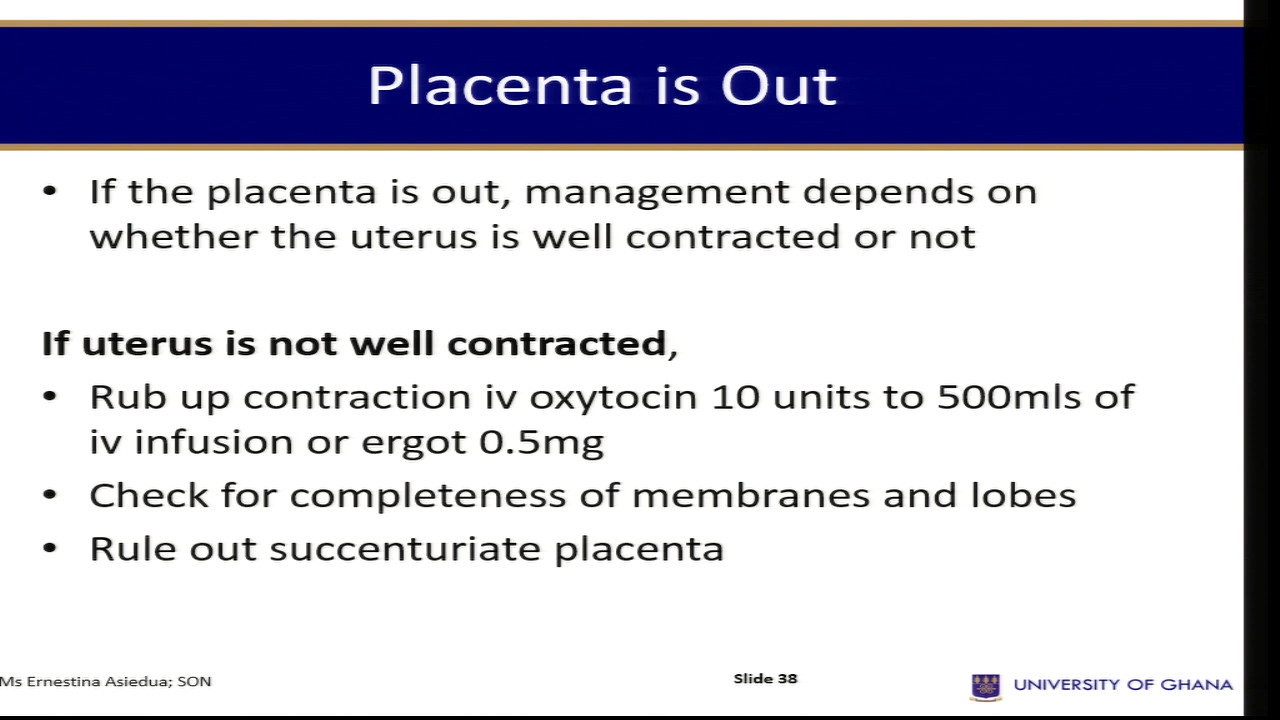 Placenta is Out
• If the placenta is out, management depends on
whether the uterus is well contracted or not
If uterus is not well contracted,
• Rub up contraction iv oxytocin 10 units to 500mls of
iv infusion or ergot 0.5mg
• Check for completeness of membranes and lobes
• Rule out succenturiate placenta
Ms Ernestina Asiedua; SON
Slide 38
UNIVERSITY OF GHANA